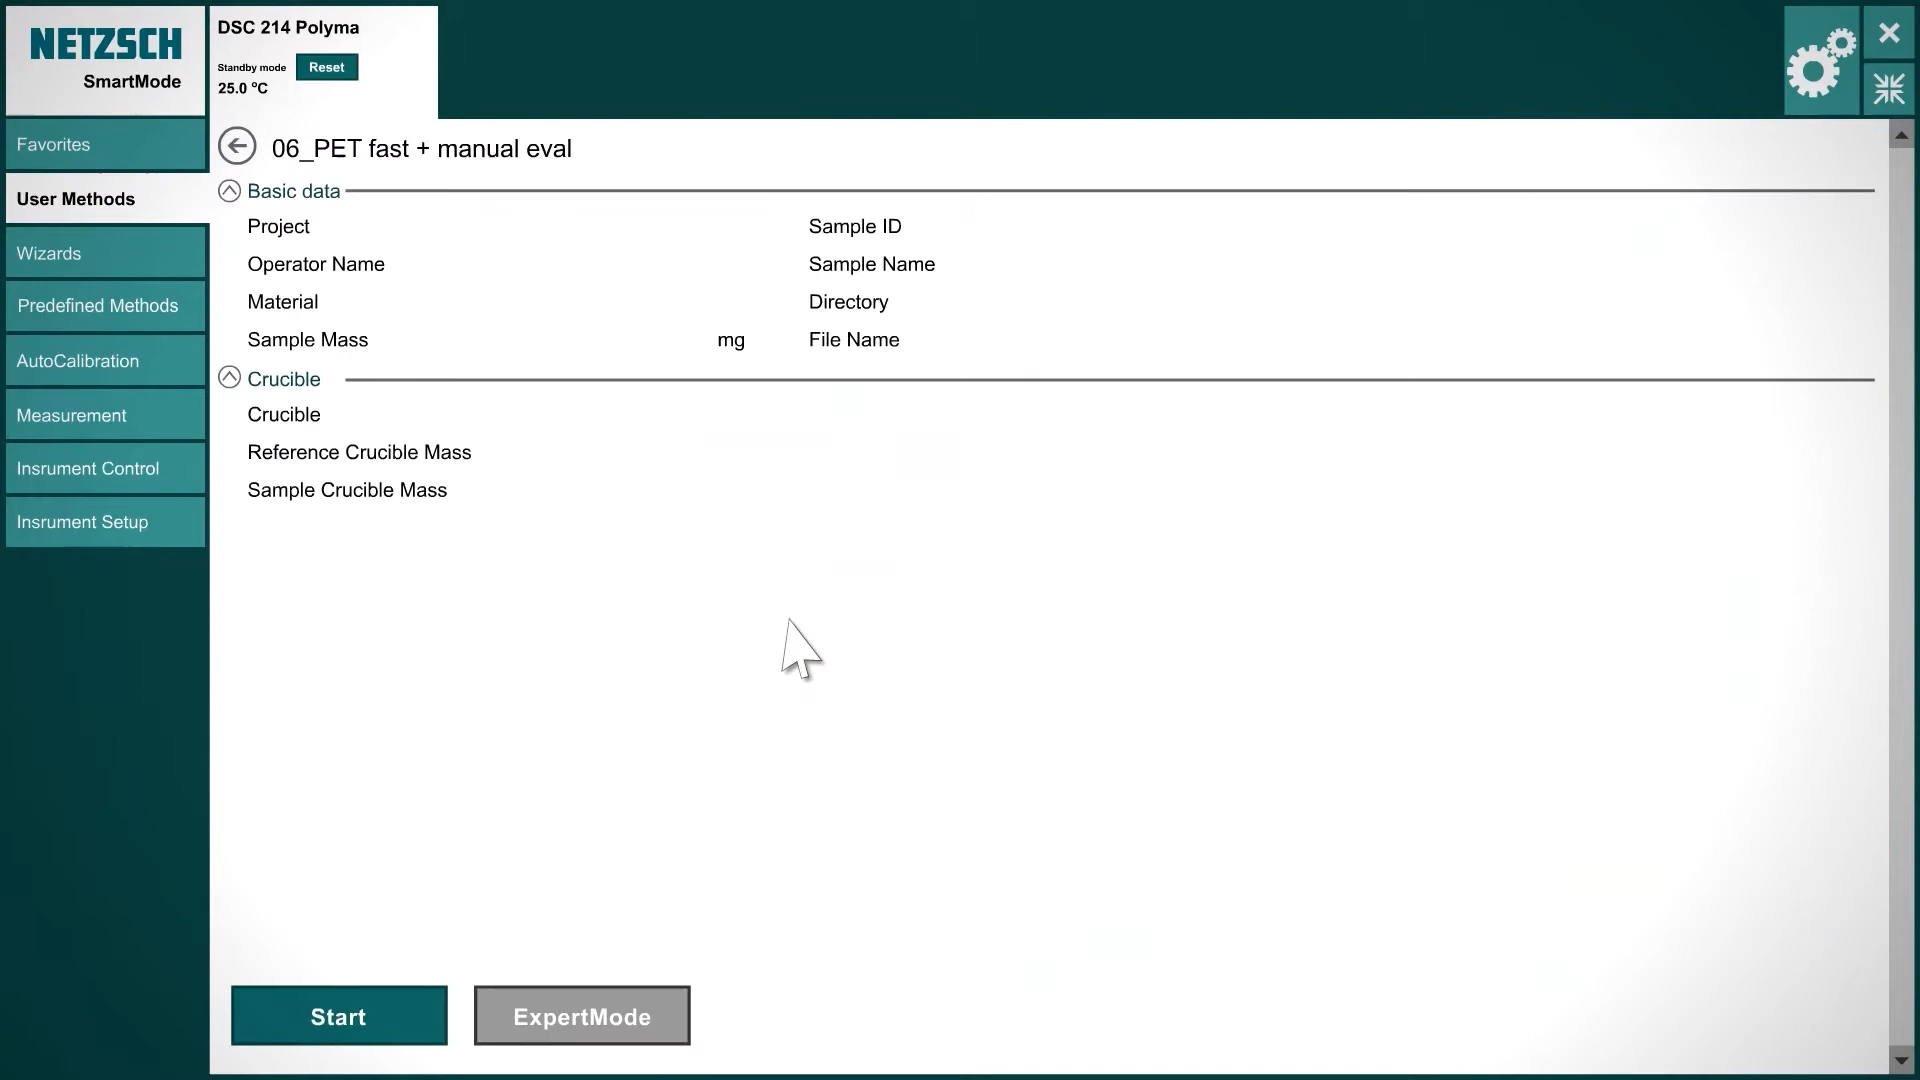 NETZSCH
SmartMode
DSC 214 Polyma
Standby mode
Reset
25.0 ºC
Favorites
User Methods
Wizards
Predefined Methods
AutoCalibration
Measurement
Insrument Control
Insrument Setup
06_PET fast + manual eval
Basic data
Project
Sample ID
Operator Name
Sample Name
Material
Directory
Sample Mass
mg
File Name
Crucible
Crucible
Reference Crucible Mass
Sample Crucible Mass
Start
ExpertMode